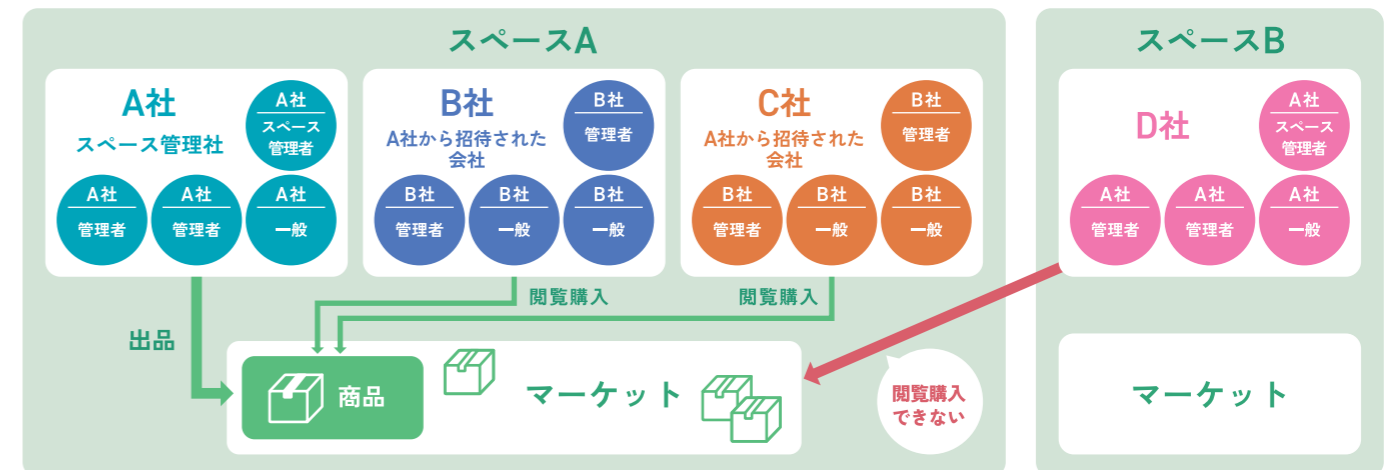 スペースA
A社
スペース管理社
A社
スペース
管理者
A社
管理者
A社
管理者
A社
一般
B社
A社から招待された
会社
B社
管理者
B社
管理者
B社
一般
B社
一般
C社
A社から招待された
会社
B社
管理者
B社
管理者
B社
一般
B社
一般
出品
閲覧購入
閲覧購入
商品
マーケット
閲覧購入
できない
スペースB
D社
A社
スペース
管理者
A社
管理者
A社
管理者
A社
一般
マーケット